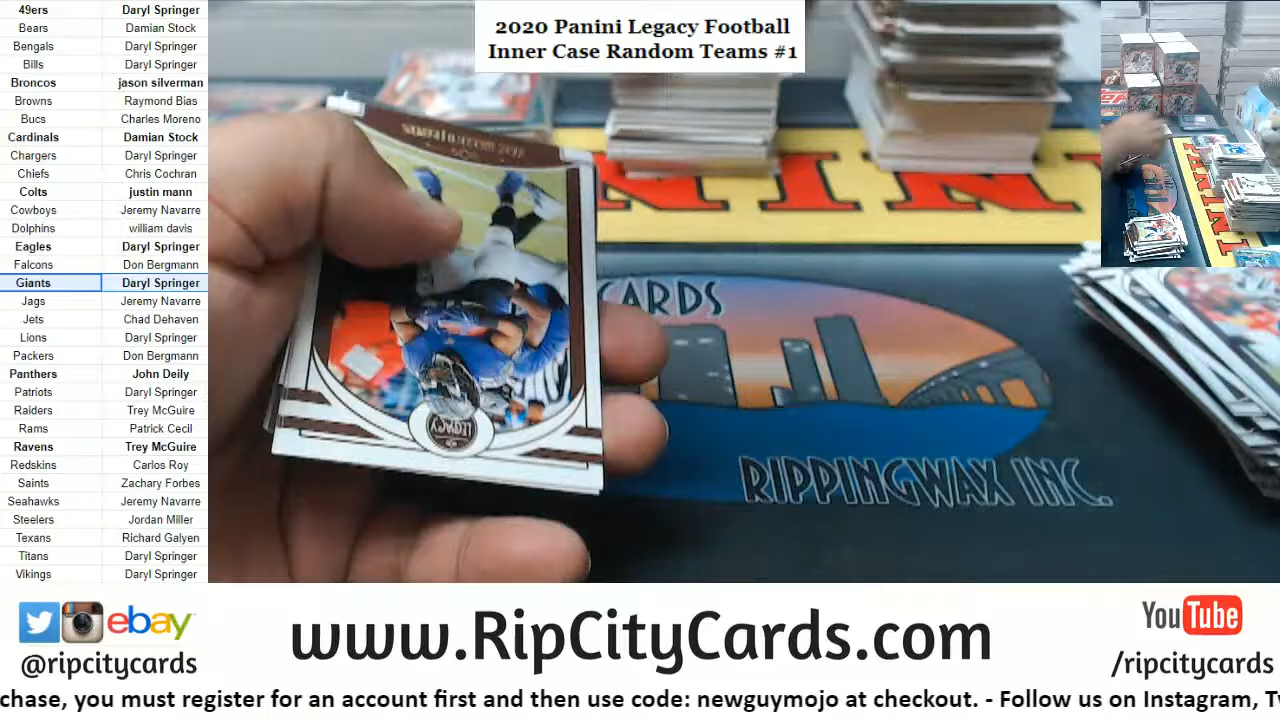 49ers Daryl Springer
Bears Damian Stock
Bengals Daryl Springer
Bills Daryl Springer
Broncos jason silverman
Browns Raymond Blas
Bucs Charles Moreno
Cardinals Damian Stock
Chargers Daryl Springer
Chiefs Chris Cochran
Colts justin mann
Cowboys Jeremy Navarre
Dolphins william davis
Eagles Daryl Springer
Falcons Don Bergmann
Giants Daryl Springer
Jags Jeremy Navarre
Jets Chad Dehaven
Lions Daryl Springer
Packers Don Bergmann
Panthers John Deily
Patriots Daryl Springer
Raiders Trey McGuire
Rams Patrick Cecil
Ravens Trey McGuire
Redskins Carlos Roy
Saints Zachary Forbes
Seahawks Jeremy Navarre
Steelers Jordan Miller
Texans Richard Galyen
Titans Daryl Springer
Vikings Daryl Springer
2020 Panini Legacy Football
Inner Case Random Teams #1
CARDS
RIPPINGWAX INC.
LEGACY
ebay
@ripcitycards
www.RipCityCards.com
YouTube
/ripcitycards
chase, you must register for an account first and then use code: newguymojo at checkout. - Follow us on Instagram, Tw